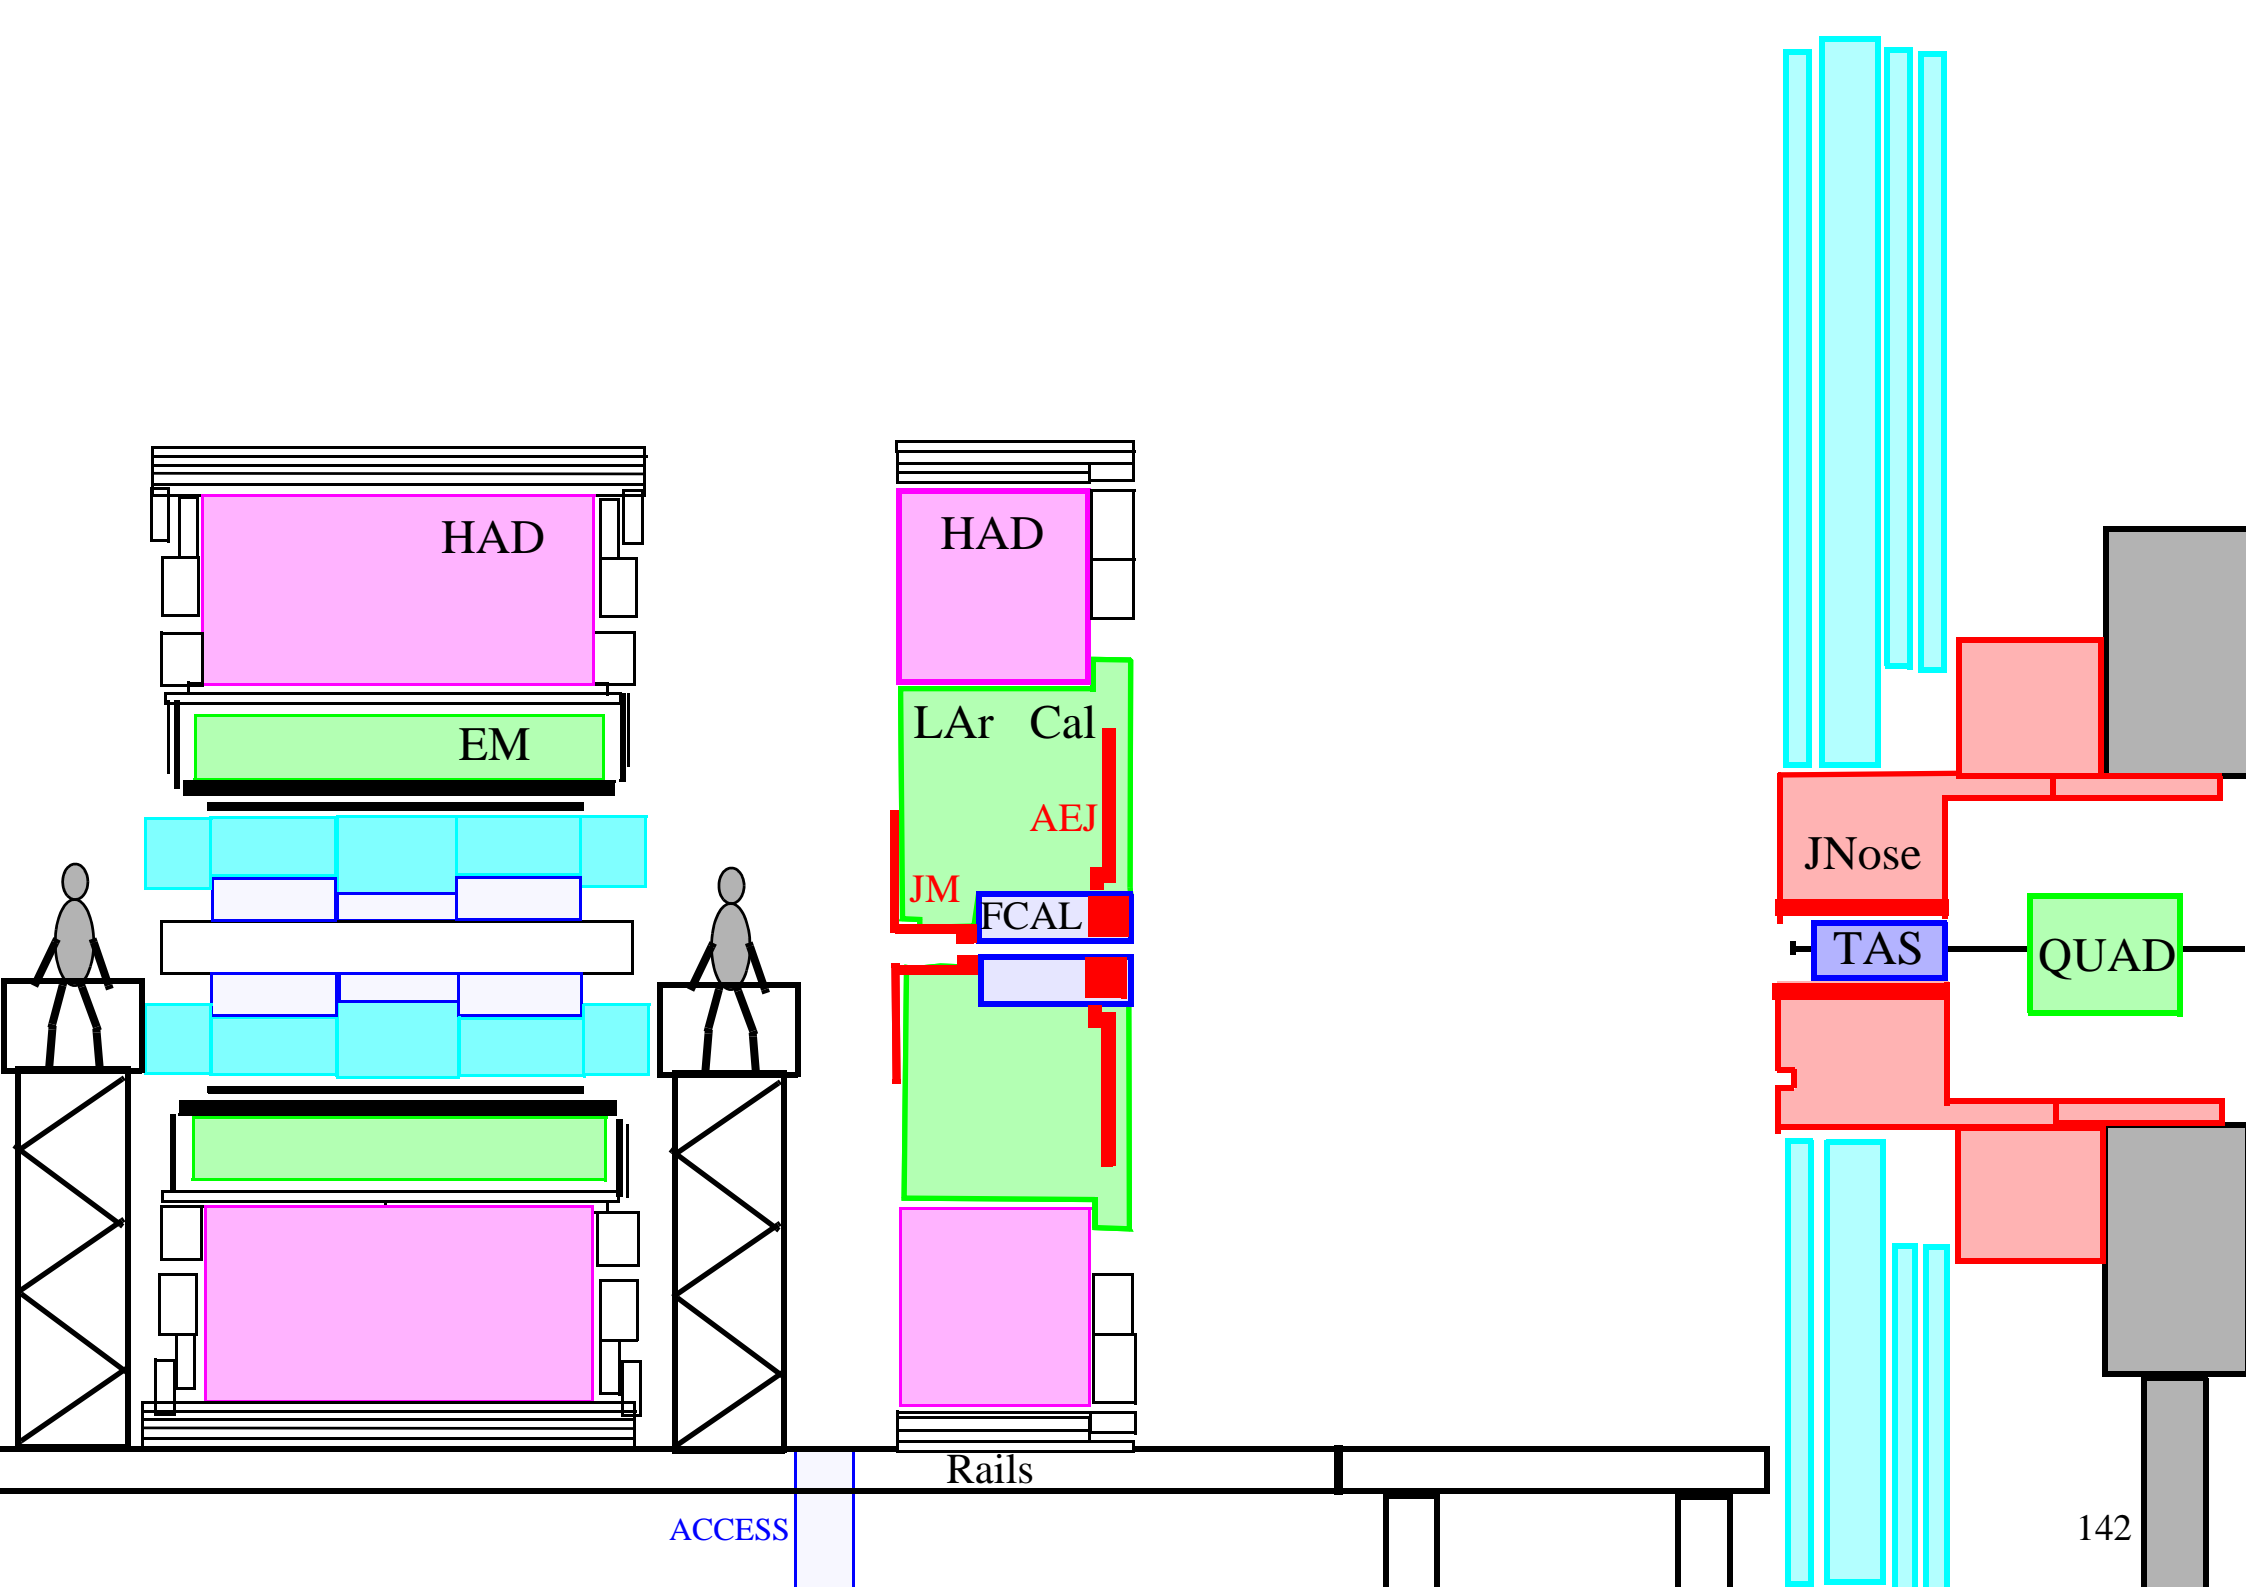 HAD
HAD
LAr Cal
EM
AEJ
JNose
JM
FCAL
TAS
QUAD
Rails
ACCESS
142